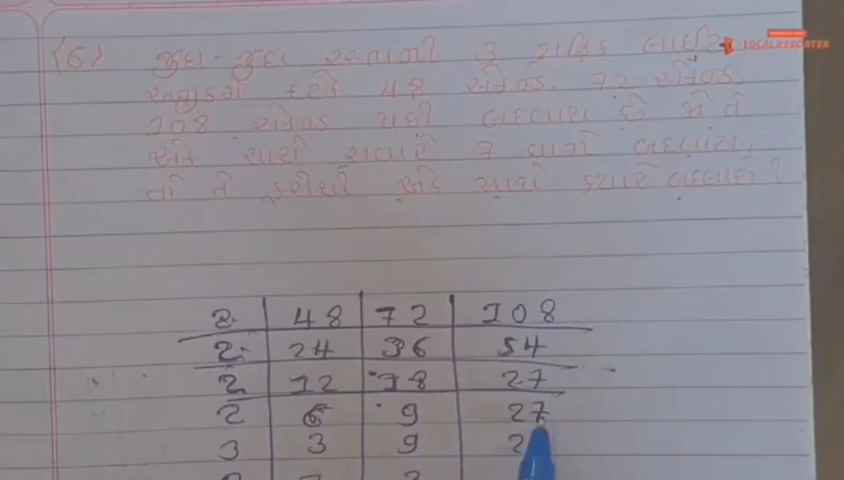 (6) જુદા - જુદા રસ્તાની 3 ટ્રાફિક લાઈટ
અનુક્રમે દરેક 48 સેકન્ડ, 72 સેકન્ડ,
108 સેકન્ડ પછી બદલાય છે જો તે
એક સાથે સવારે 7 વાગે બદલાય,
તો તે ફરીથી એક સાથે ક્યારે બદલાશે?
2 48 72 108
2 24 36 54
2 12 18 27
2 6 9 27
3 3 9 2